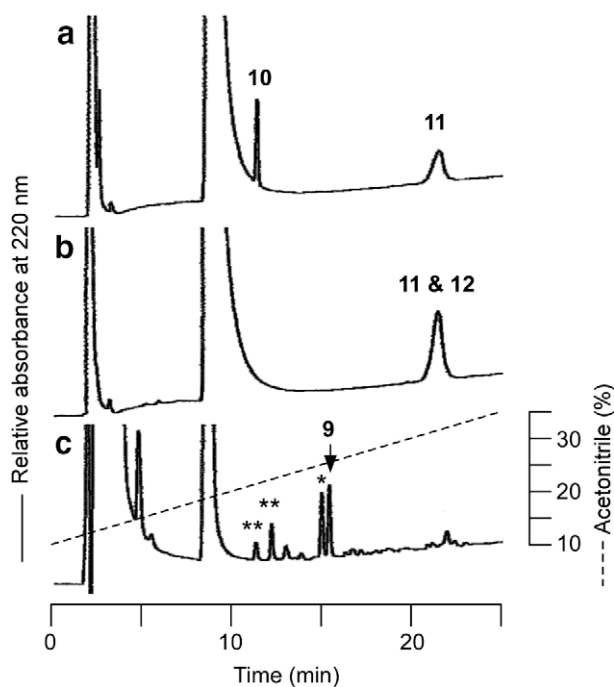 a
10
11
b
11 & 12
c
9
*
**
**
Relative absorbance at 220 nm
Acetonitrile (%)
30
20
10
0
10
20
Time (min)